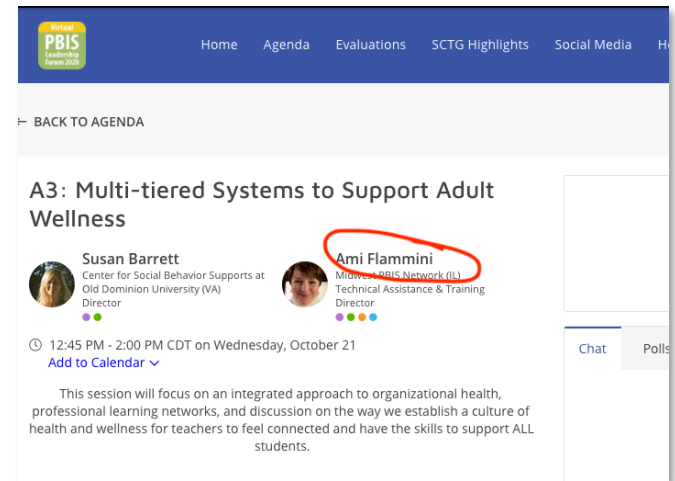 Virtual
PBIS
Leadership
Forum 2020
Home Agenda Evaluations SCTG Highlights Social Media
← BACK TO AGENDA
A3: Multi-tiered Systems to Support Adult
Wellness
Susan Barrett
Center for Social Behavior Supports at
Old Dominion University (VA)
Director
Ami Flammini
Midwest PBIS Network (IL)
Technical Assistance & Training
Director
12:45 PM - 2:00 PM CDT on Wednesday, October 21
Add to Calendar
Chat Polls
This session will focus on an integrated approach to organizational health,
professional learning networks, and discussion on the way we establish a culture of
health and wellness for teachers to feel connected and have the skills to support ALL
students.